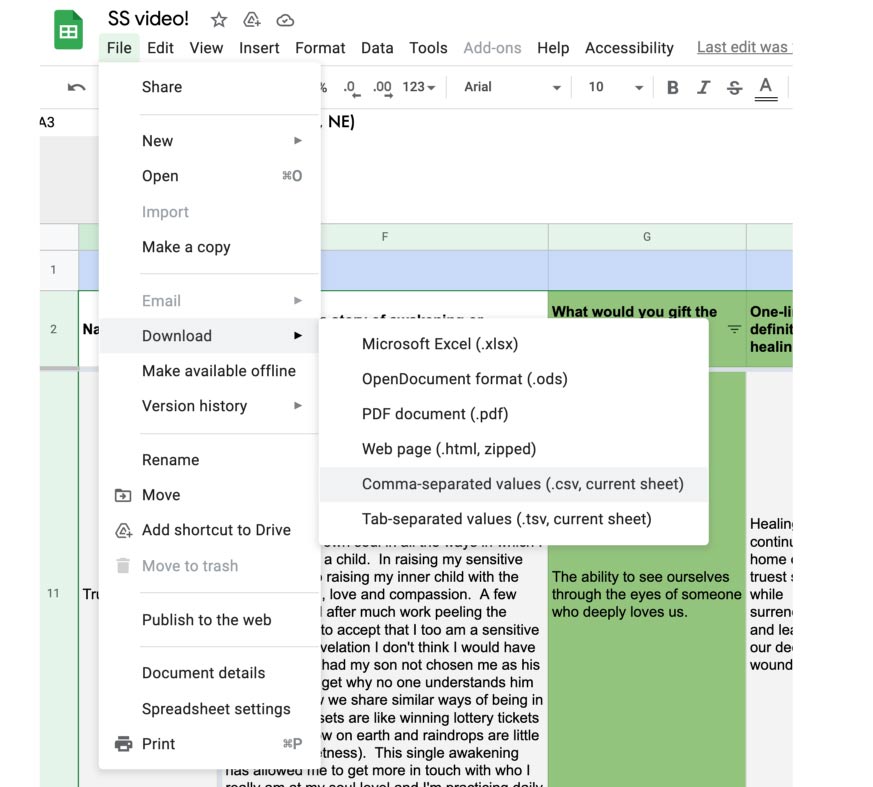 SS video!
File Edit View Insert Format Data Tools Add-ons Help Accessibility Last edit was
% .0 .00 123 Arial 10 B I S A
A3
, NE)
Share
New
Open ⌘O
Import
Make a copy
Email
Download
Make available offline
Version history
Rename
Move
Add shortcut to Drive
Move to trash
Publish to the web
Document details
Spreadsheet settings
Print ⌘P
Microsoft Excel (.xlsx)
OpenDocument format (.ods)
PDF document (.pdf)
Web page (.html, zipped)
Comma-separated values (.csv, current sheet)
Tab-separated values (.tsv, current sheet)
F G
1
2
What would you gift the
11
a child. In raising my sensitive
raising my inner child with the
, love and compassion. A few
after much work peeling the
to accept that I too am a sensitive
velation I don't think I would have
had my son not chosen me as his
get why no one understands him
we share similar ways of being in
sets are like winning lottery tickets
w on earth and raindrops are little
etness). This single awakening
has allowed me to get more in touch with who I
really am at my soul level and I'm practicing daily
The ability to see ourselves
through the eyes of someone
who deeply loves us.
One-li
definit
healin
Healing
continu
home
truest s
while
surren
and lea
our de
wound